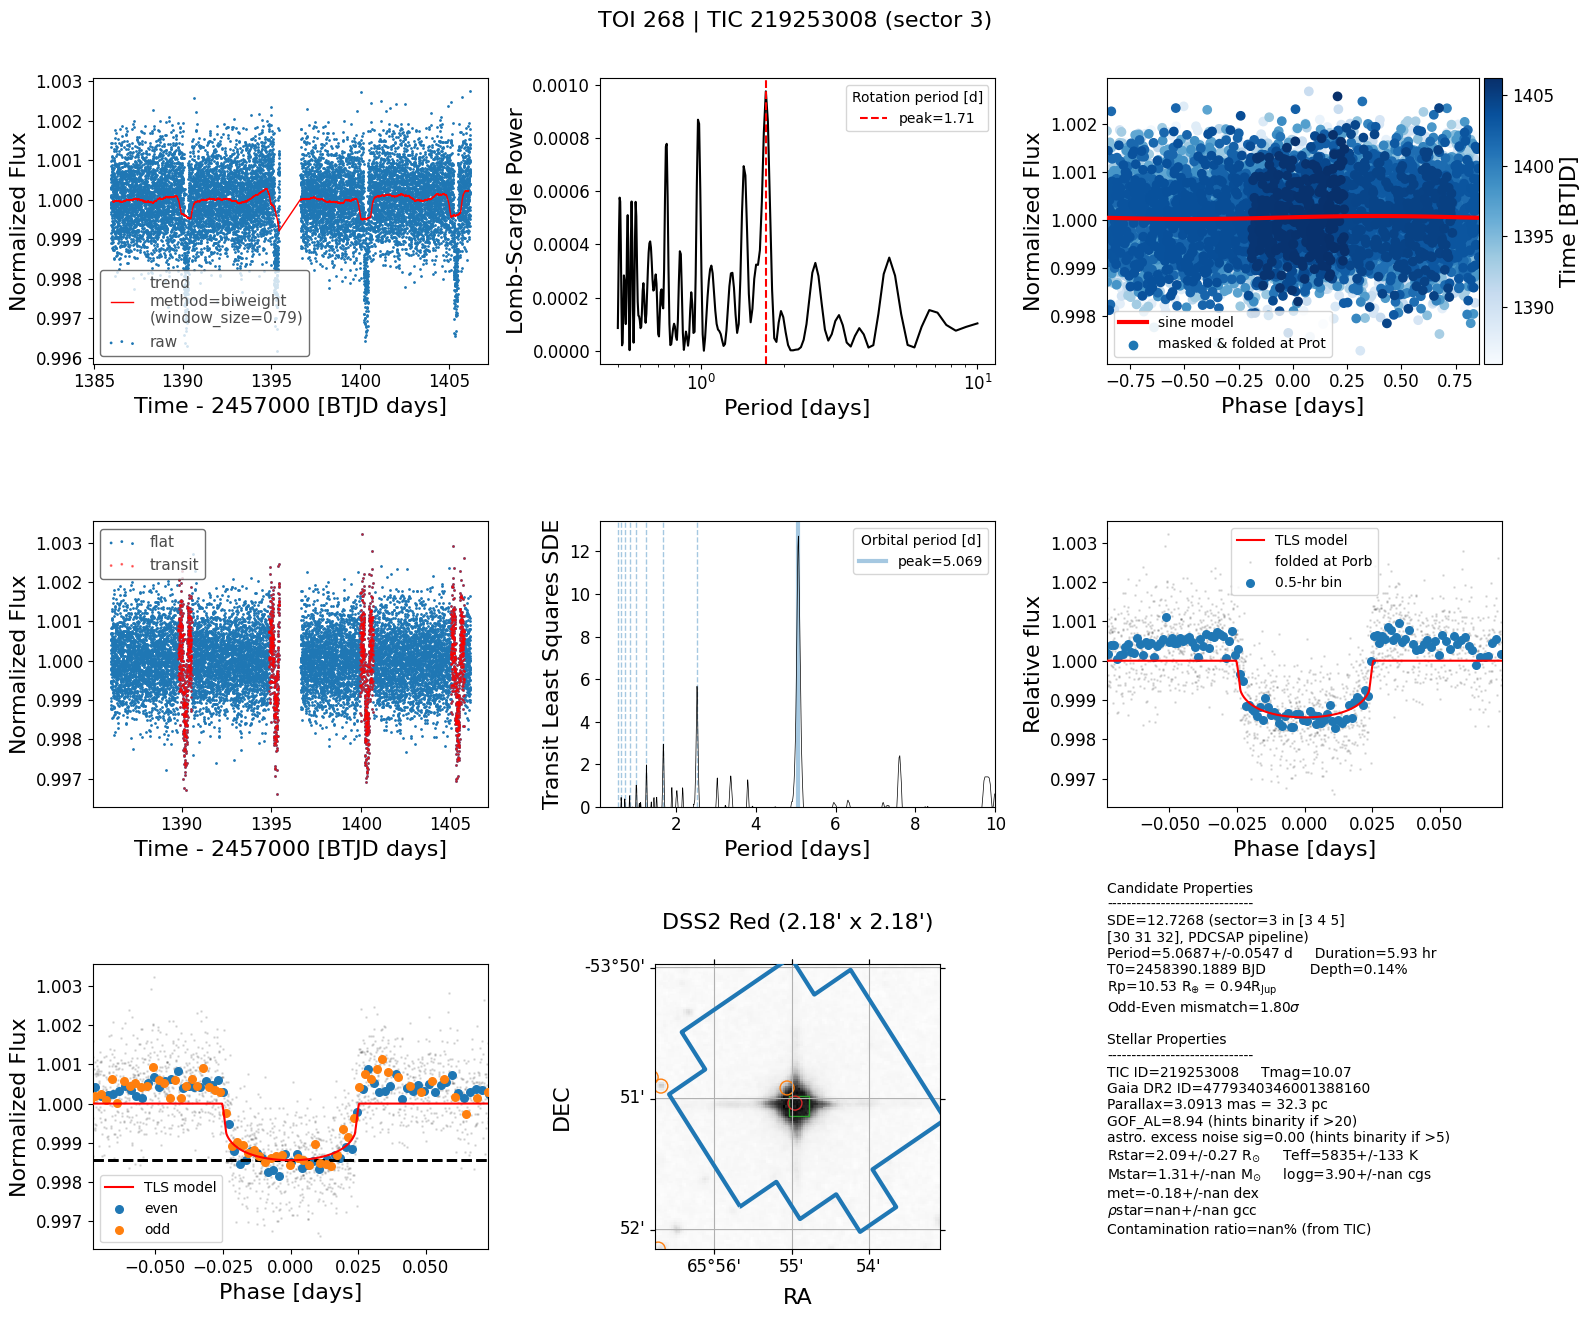 TOI 268 | TIC 219253008 (sector 3)
Normalized Flux
1.003
1.002
1.001
1.000
0.999
0.998
0.997
0.996
trend
method=biweight
(window_size=0.79)
raw
1385
1390
1395
1400
1405
Time - 2457000 [BTJD days]
Lomb-Scargle Power
0.0010
0.0008
0.0006
0.0004
0.0002
0.0000
Rotation period [d]
peak=1.71
10^0
10^1
Period [days]
Normalized Flux
1.002
1.001
1.000
0.999
0.998
sine model
masked & folded at Prot
−0.75
−0.50
−0.25
0.00
0.25
0.50
0.75
Phase [days]
1405
1400
1395
1390
Time [BTJD]
Normalized Flux
1.003
1.002
1.001
1.000
0.999
0.998
0.997
flat
transit
1390
1395
1400
1405
Time - 2457000 [BTJD days]
Transit Least Squares SDE
12
10
8
6
4
2
0
Orbital period [d]
peak=5.069
2
4
6
8
10
Period [days]
Relative flux
1.003
1.002
1.001
1.000
0.999
0.998
0.997
TLS model
folded at Porb
0.5-hr bin
−0.050
−0.025
0.000
0.025
0.050
Phase [days]
Normalized Flux
1.003
1.002
1.001
1.000
0.999
0.998
0.997
TLS model
even
odd
−0.050
−0.025
0.000
0.025
0.050
Phase [days]
DSS2 Red (2.18' x 2.18')
DEC
-53°50'
51'
52'
65°56'
55'
54'
RA
Candidate Properties
-------------------------------
SDE=12.7268 (sector=3 in [3 4 5]
[30 31 32], PDCSAP pipeline)
Period=5.0687+/-0.0547 d Duration=5.93 hr
T0=2458390.1889 BJD Depth=0.14%
Rp=10.53 R⊕ = 0.94RJup
Odd-Even mismatch=1.80σ
Stellar Properties
-------------------------------
TIC ID=219253008 Tmag=10.07
Gaia DR2 ID=4779340346001388160
Parallax=3.0913 mas = 32.3 pc
GOF_AL=8.94 (hints binarity if >20)
astro. excess noise sig=0.00 (hints binarity if >5)
Rstar=2.09+/-0.27 R⊙ Teff=5835+/-133 K
Mstar=1.31+/-nan M⊙ logg=3.90+/-nan cgs
met=-0.18+/-nan dex
ρstar=nan+/-nan gcc
Contamination ratio=nan% (from TIC)